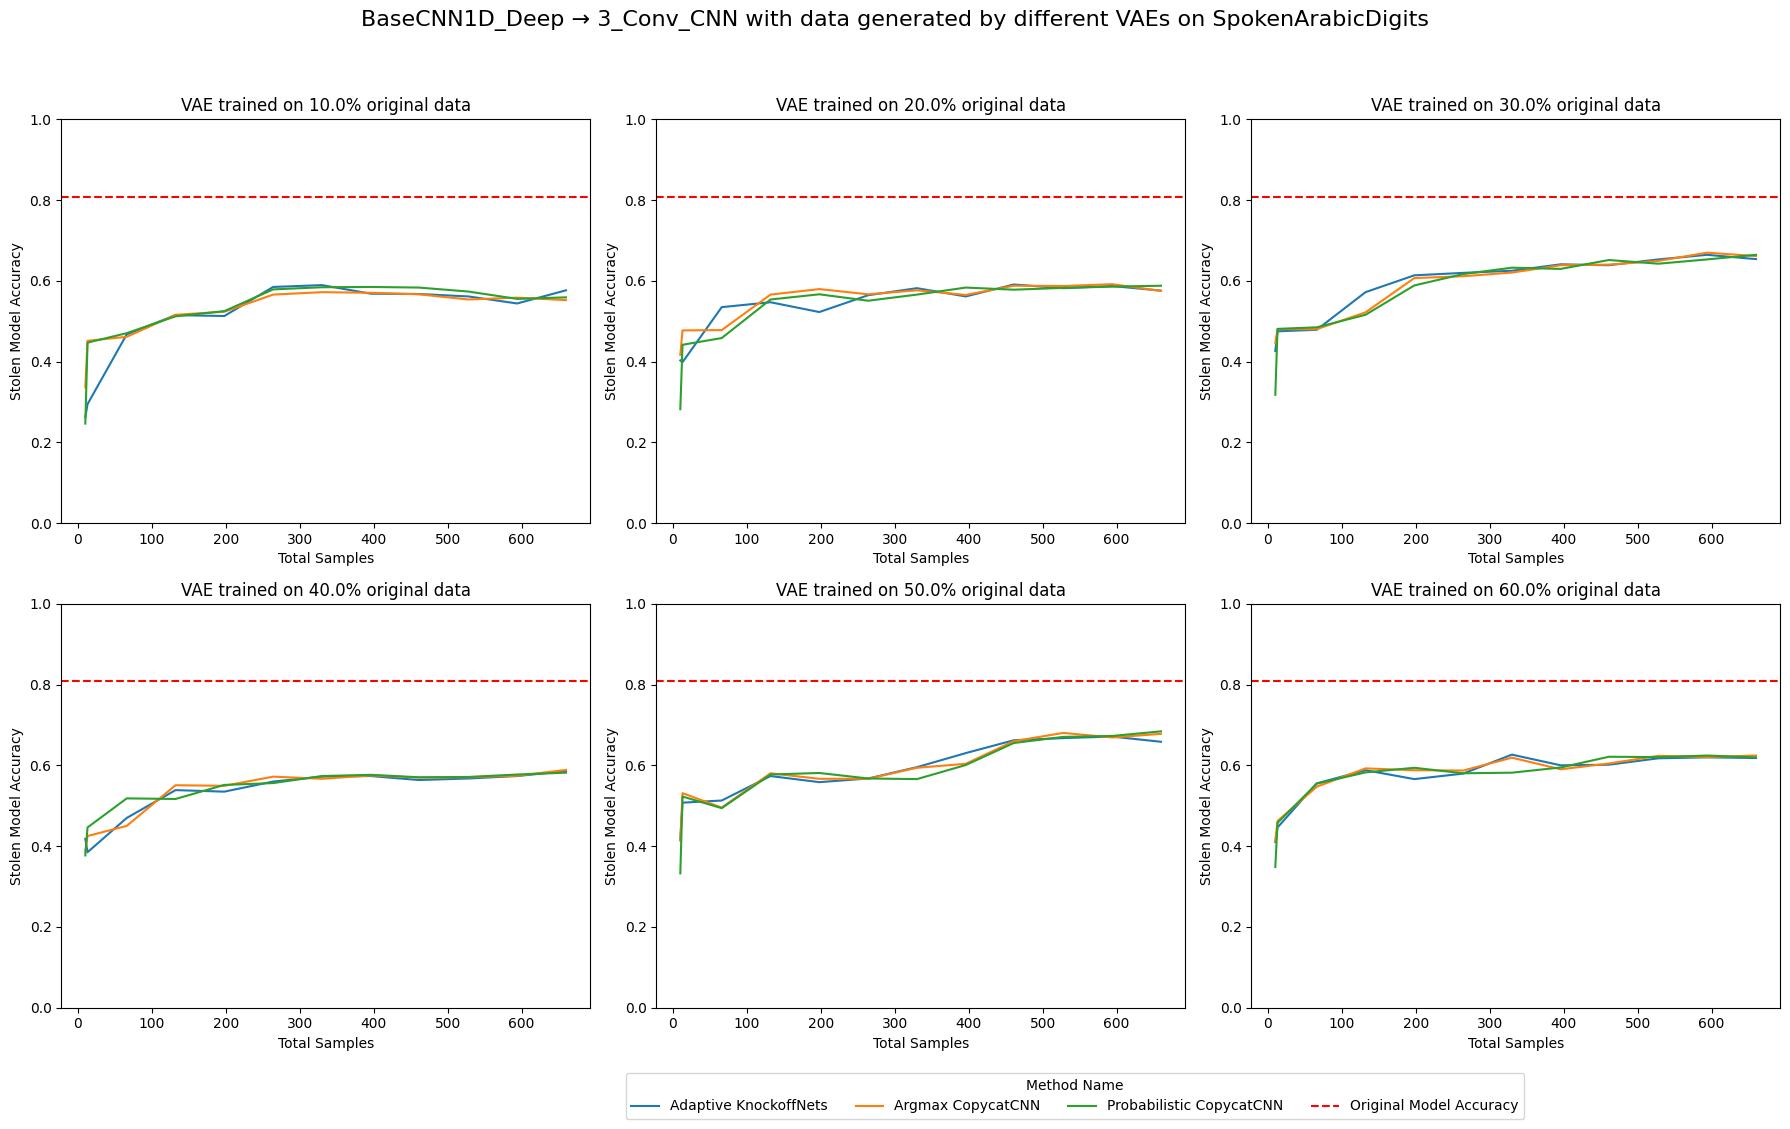 BaseCNN1D_Deep → 3_Conv_CNN with data generated by different VAEs on SpokenArabicDigits
VAE trained on 10.0% original data
1.0
0.8
0.6
0.4
0.2
0.0
Stolen Model Accuracy
0 100 200 300 400 500 600
Total Samples
VAE trained on 20.0% original data
1.0
0.8
0.6
0.4
0.2
0.0
Stolen Model Accuracy
0 100 200 300 400 500 600
Total Samples
VAE trained on 30.0% original data
1.0
0.8
0.6
0.4
0.2
0.0
Stolen Model Accuracy
0 100 200 300 400 500 600
Total Samples
VAE trained on 40.0% original data
1.0
0.8
0.6
0.4
0.2
0.0
Stolen Model Accuracy
0 100 200 300 400 500 600
Total Samples
VAE trained on 50.0% original data
1.0
0.8
0.6
0.4
0.2
0.0
Stolen Model Accuracy
0 100 200 300 400 500 600
Total Samples
VAE trained on 60.0% original data
1.0
0.8
0.6
0.4
0.2
0.0
Stolen Model Accuracy
0 100 200 300 400 500 600
Total Samples
Method Name
Adaptive KnockoffNets Argmax CopycatCNN Probabilistic CopycatCNN Original Model Accuracy